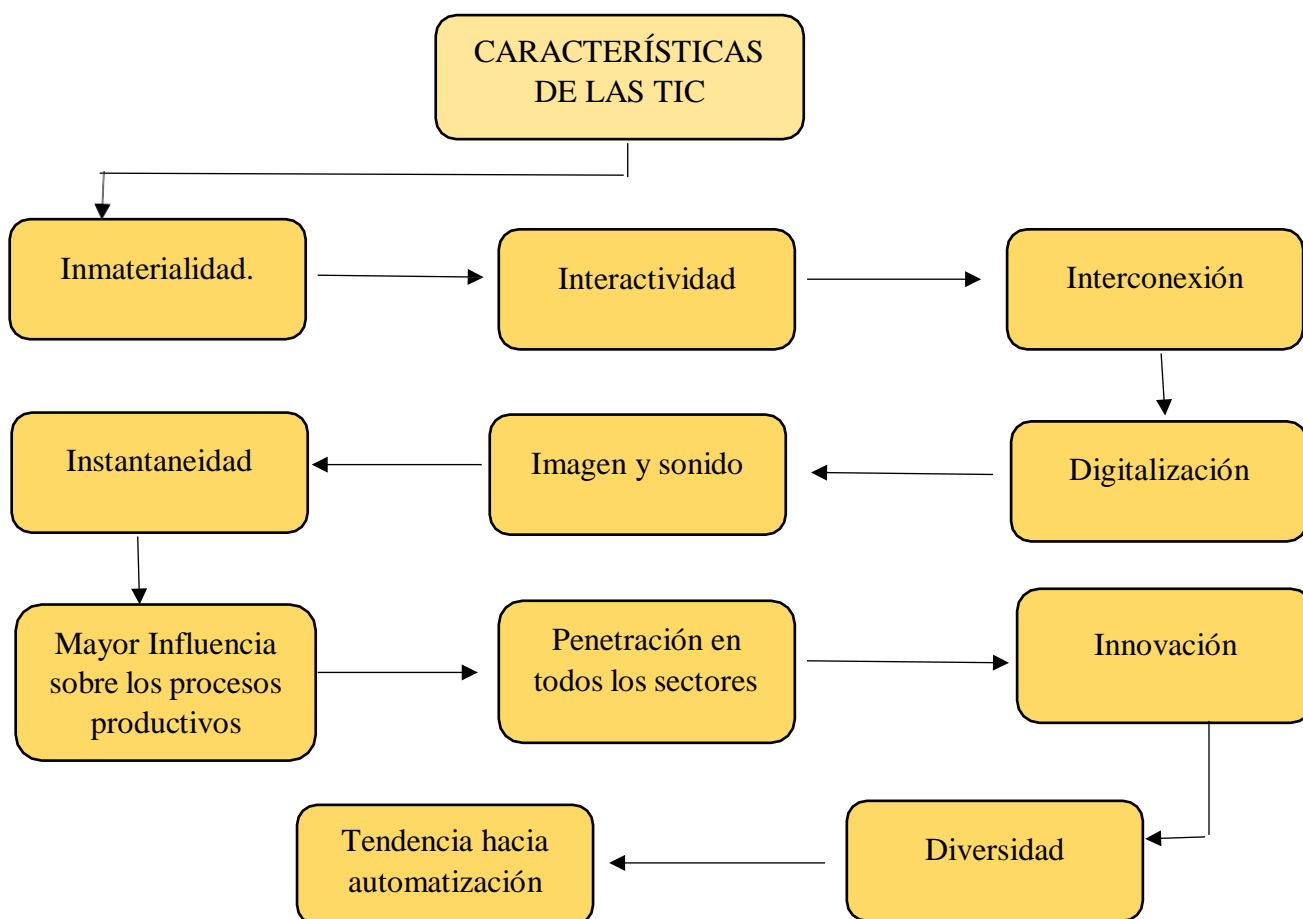 CARACTERÍSTICAS
DE LAS TIC
Inmaterialidad.
Interactividad
Interconexión
Digitalización
Imagen y sonido
Instantaneidad
Mayor Influencia
sobre los procesos
productivos
Penetración en
todos los sectores
Innovación
Diversidad
Tendencia hacia
automatización